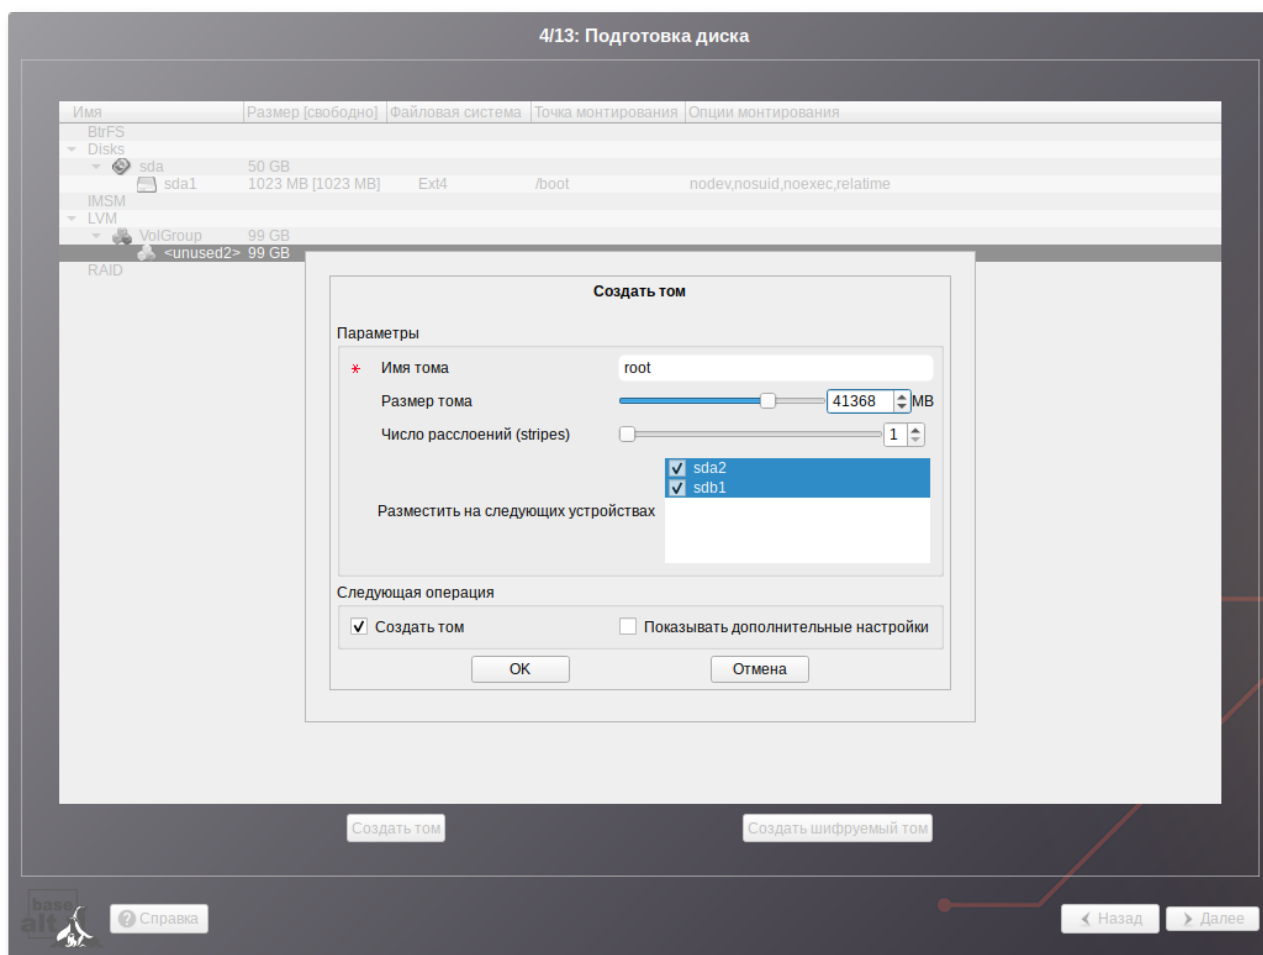 4/13: Подготовка диска
Имя Размер [свободно] Файловая система Точка монтирования Опции монтирования
BtrFS
Disks
sda 50 GB
sda1 1023 MB [1023 MB] Ext4 /boot nodev,nosuid,noexec,relatime
IMSM
LVM
VolGroup 99 GB
<unused2> 99 GB
RAID
Создать том
Параметры
* Имя тома root
Размер тома 41368 MB
Число расслоений (stripes) 1
sda2
sdb1
Разместить на следующих устройствах
Следующая операция
Создать том Показывать дополнительные настройки
OK Отмена
Создать том Создать шифруемый том
base
alt
Справка Назад Далее